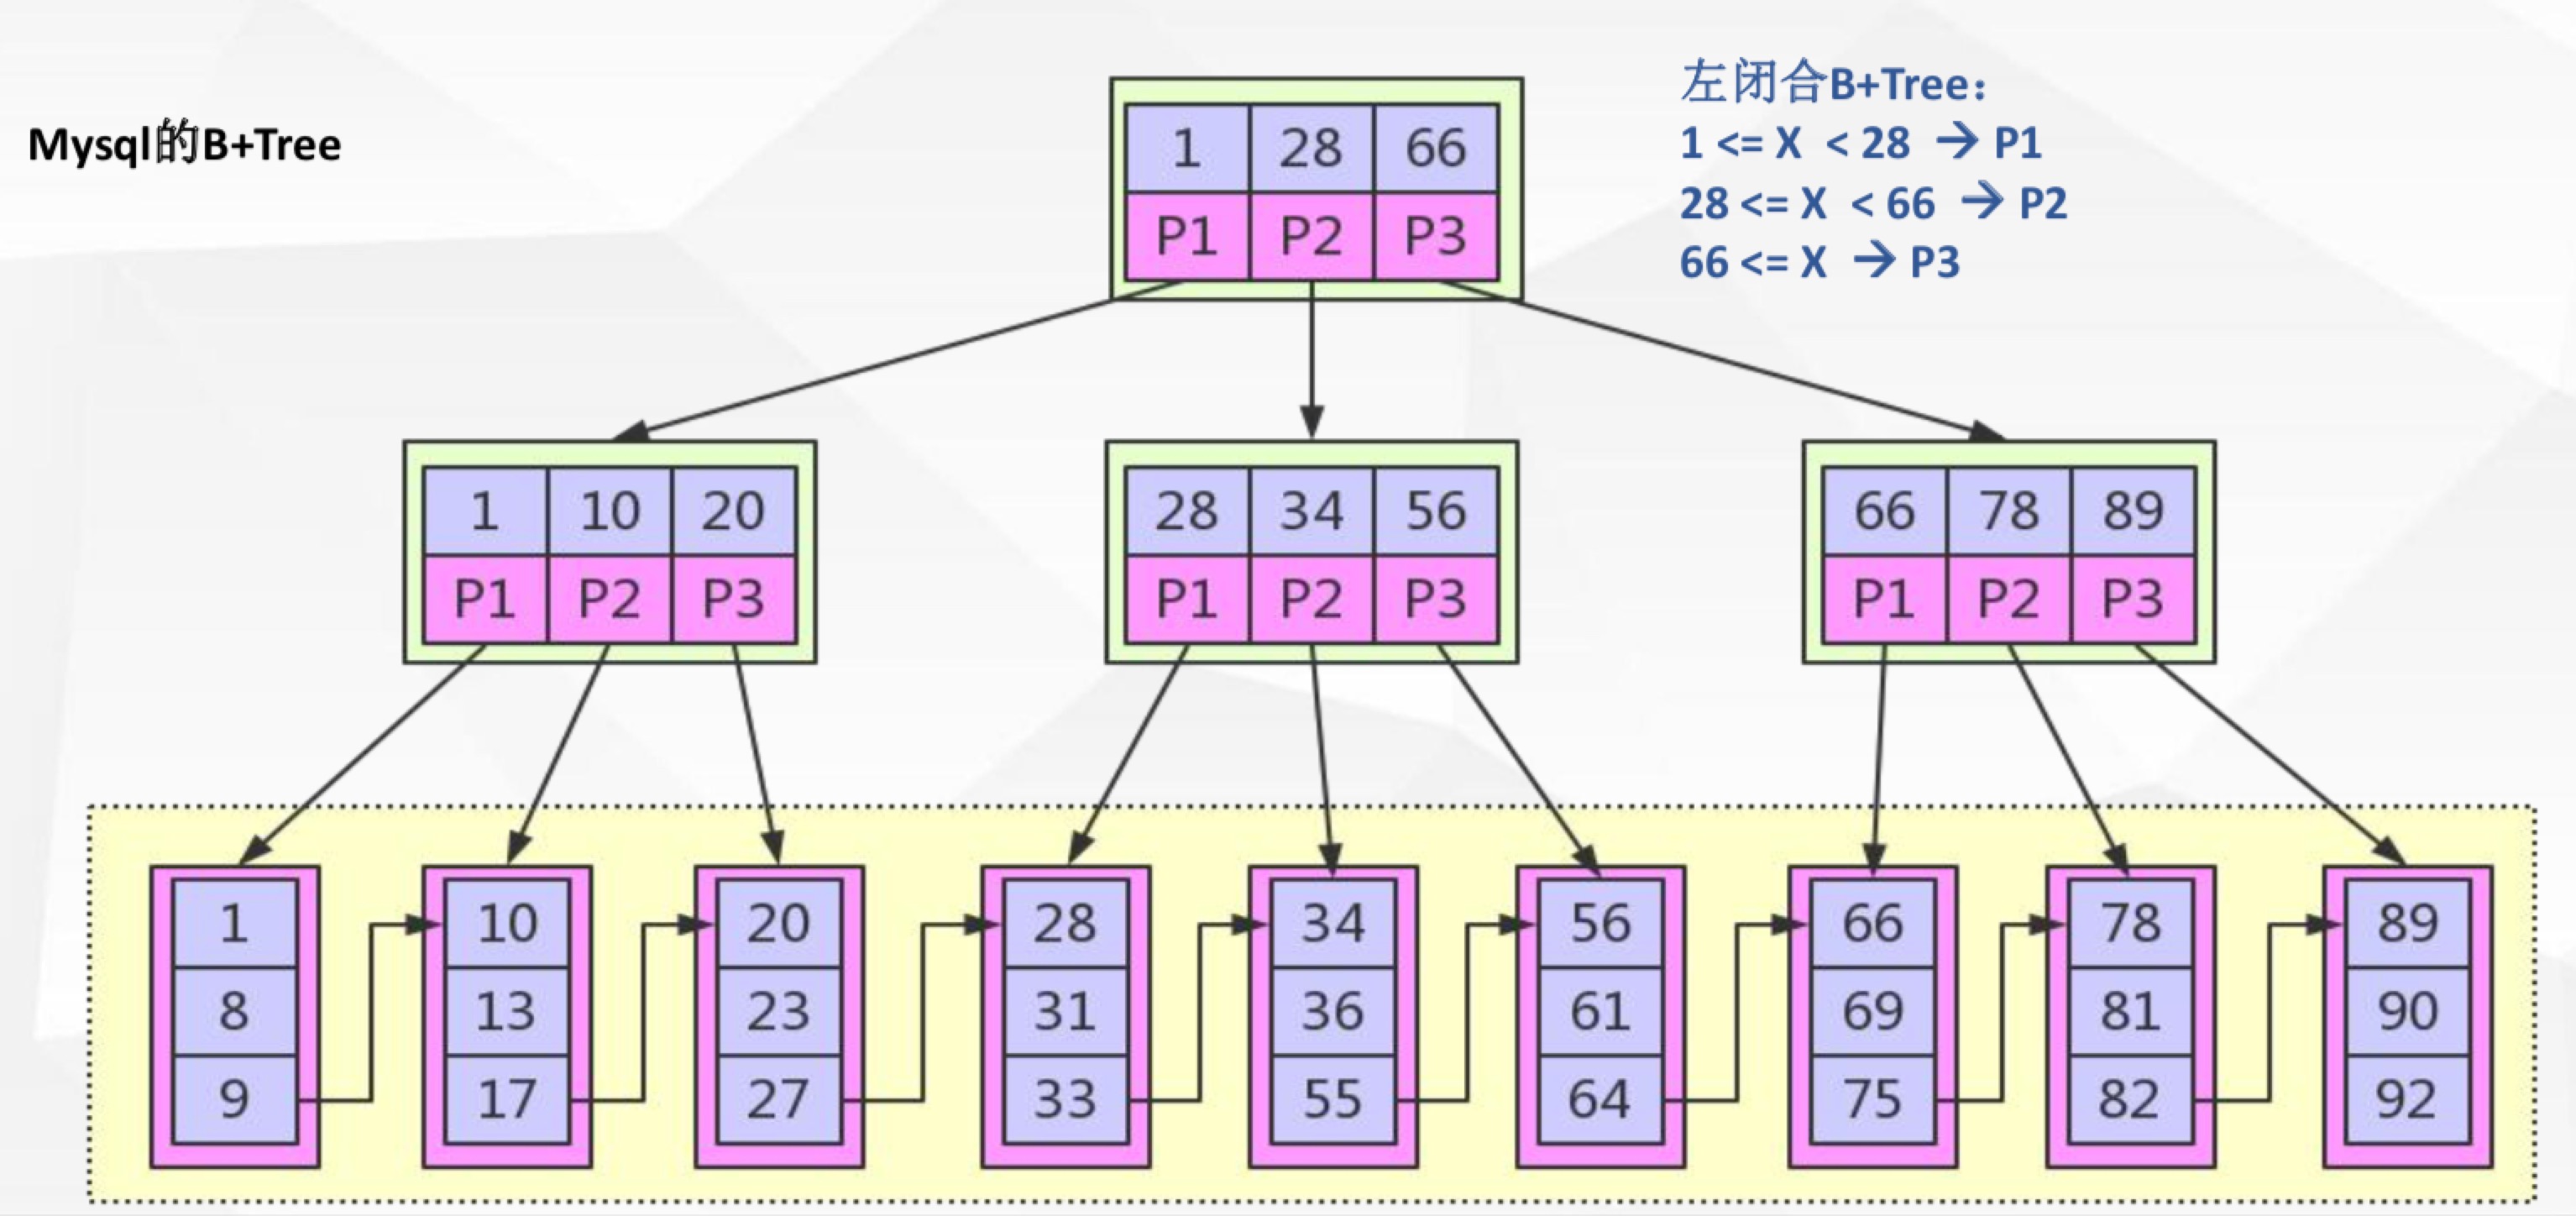 Mysql的B+Tree
左闭合B+Tree：
1 <= X < 28 → P1
28 <= X < 66 → P2
66 <= X → P3
1 28 66
P1 P2 P3
1 10 20
P1 P2 P3
28 34 56
P1 P2 P3
66 78 89
P1 P2 P3
1
8
9
10
13
17
20
23
27
28
31
33
34
36
55
56
61
64
66
69
75
78
81
82
89
90
92